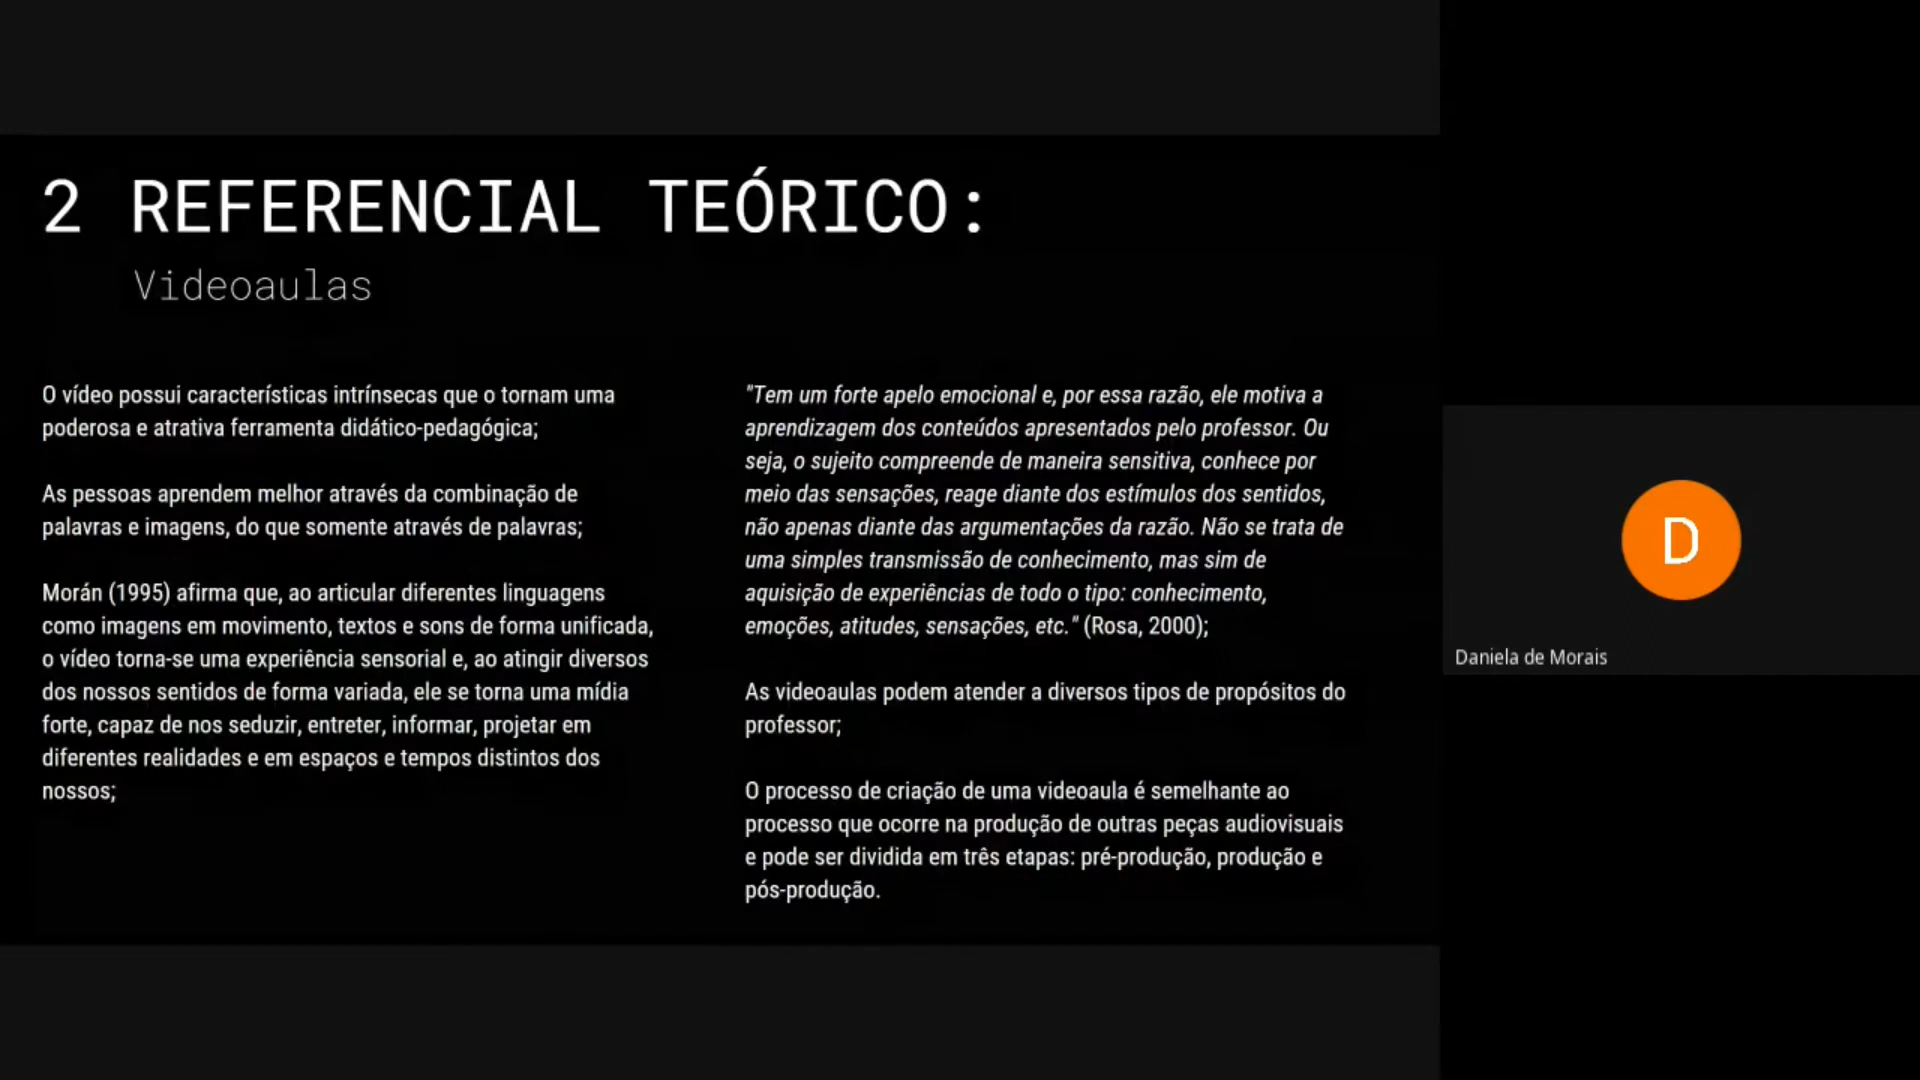 2 REFERENCIAL TEÓRICO:
Videoaulas
O vídeo possui características intrínsecas que o tornam uma
poderosa e atrativa ferramenta didático-pedagógica;
As pessoas aprendem melhor através da combinação de
palavras e imagens, do que somente através de palavras;
Morán (1995) afirma que, ao articular diferentes linguagens
como imagens em movimento, textos e sons de forma unificada,
o vídeo torna-se uma experiência sensorial e, ao atingir diversos
dos nossos sentidos de forma variada, ele se torna uma mídia
forte, capaz de nos seduzir, entreter, informar, projetar em
diferentes realidades e em espaços e tempos distintos dos
nossos;
"Tem um forte apelo emocional e, por essa razão, ele motiva a
aprendizagem dos conteúdos apresentados pelo professor. Ou
seja, o sujeito compreende de maneira sensitiva, conhece por
meio das sensações, reage diante dos estímulos dos sentidos,
não apenas diante das argumentações da razão. Não se trata de
uma simples transmissão de conhecimento, mas sim de
aquisição de experiências de todo o tipo: conhecimento,
emoções, atitudes, sensações, etc." (Rosa, 2000);
As videoaulas podem atender a diversos tipos de propósitos do
professor;
O processo de criação de uma videoaula é semelhante ao
processo que ocorre na produção de outras peças audiovisuais
e pode ser dividida em três etapas: pré-produção, produção e
pós-produção.
D
Daniela de Morais